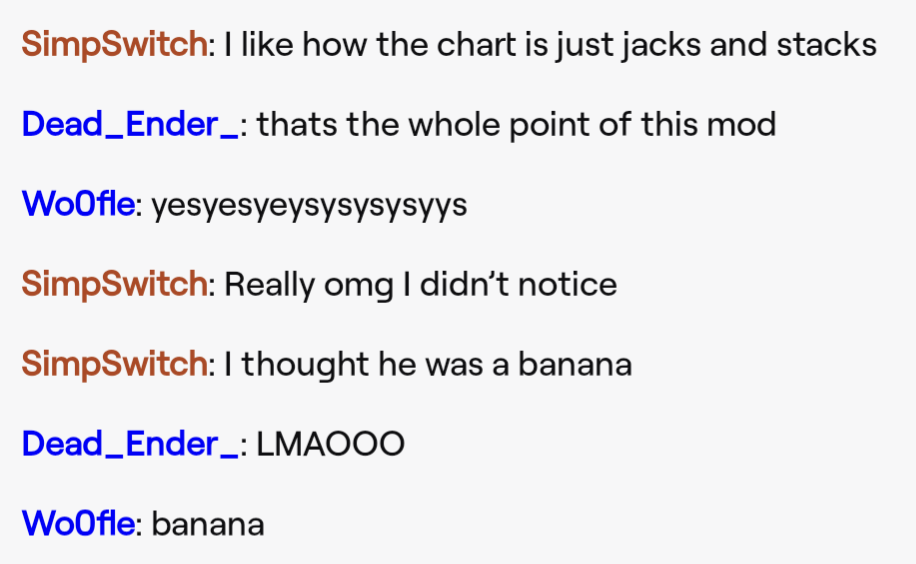 SimpSwitch: I like how the chart is just jacks and stacks
Dead_Ender_: thats the whole point of this mod
Wo0fle: yesyesyeysysysysyys
SimpSwitch: Really omg I didn’t notice
SimpSwitch: I thought he was a banana
Dead_Ender_: LMAOOO
Wo0fle: banana